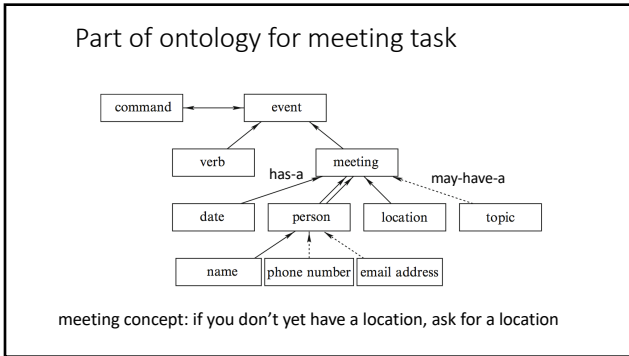 Part of ontology for meeting task
command event
verb meeting
has-a may-have-a
date person location topic
name phone number email address
meeting concept: if you don’t yet have a location, ask for a location